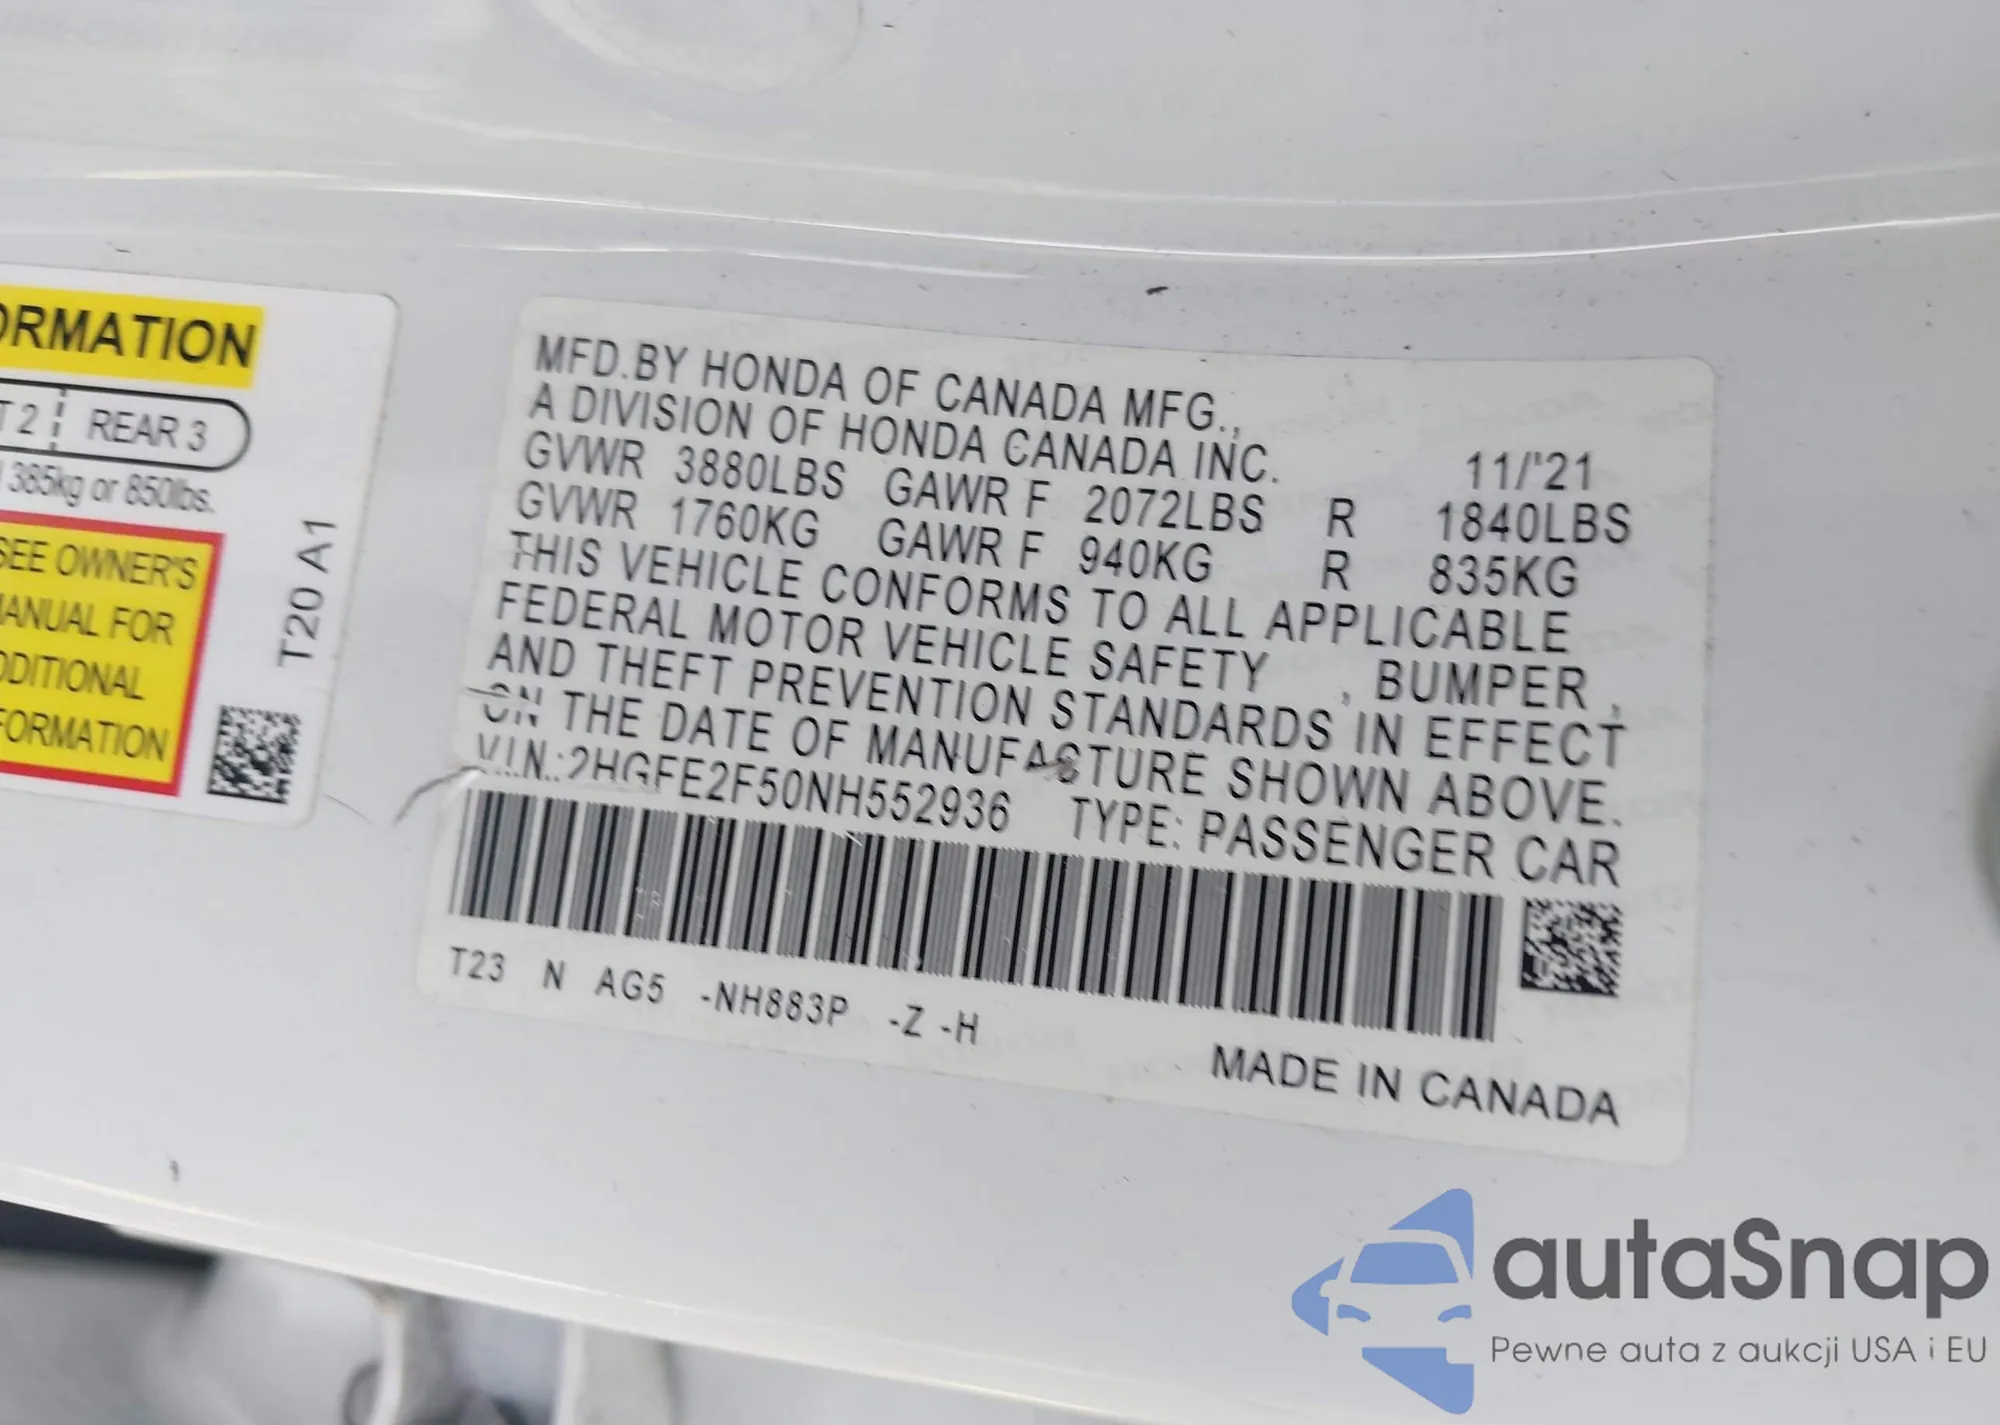 ORMATION
T 2 REAR 3
385kg or 850lbs.
SEE OWNER'S
MANUAL FOR
DDITIONAL
FORMATION
T20 A1
MFD.BY HONDA OF CANADA MFG.,
A DIVISION OF HONDA CANADA INC. 11/'21
GVWR 3880LBS GAWR F 2072LBS R 1840LBS
GVWR 1760KG GAWR F 940KG R 835KG
THIS VEHICLE CONFORMS TO ALL APPLICABLE
FEDERAL MOTOR VEHICLE SAFETY , BUMPER ,
AND THEFT PREVENTION STANDARDS IN EFFECT
ON THE DATE OF MANUFACTURE SHOWN ABOVE.
V.I.N.:2HGFE2F50NH552936 TYPE: PASSENGER CAR
T23 N AG5 -NH883P -Z -H
MADE IN CANADA
autaSnap
Pewne auta z aukcji USA i EU